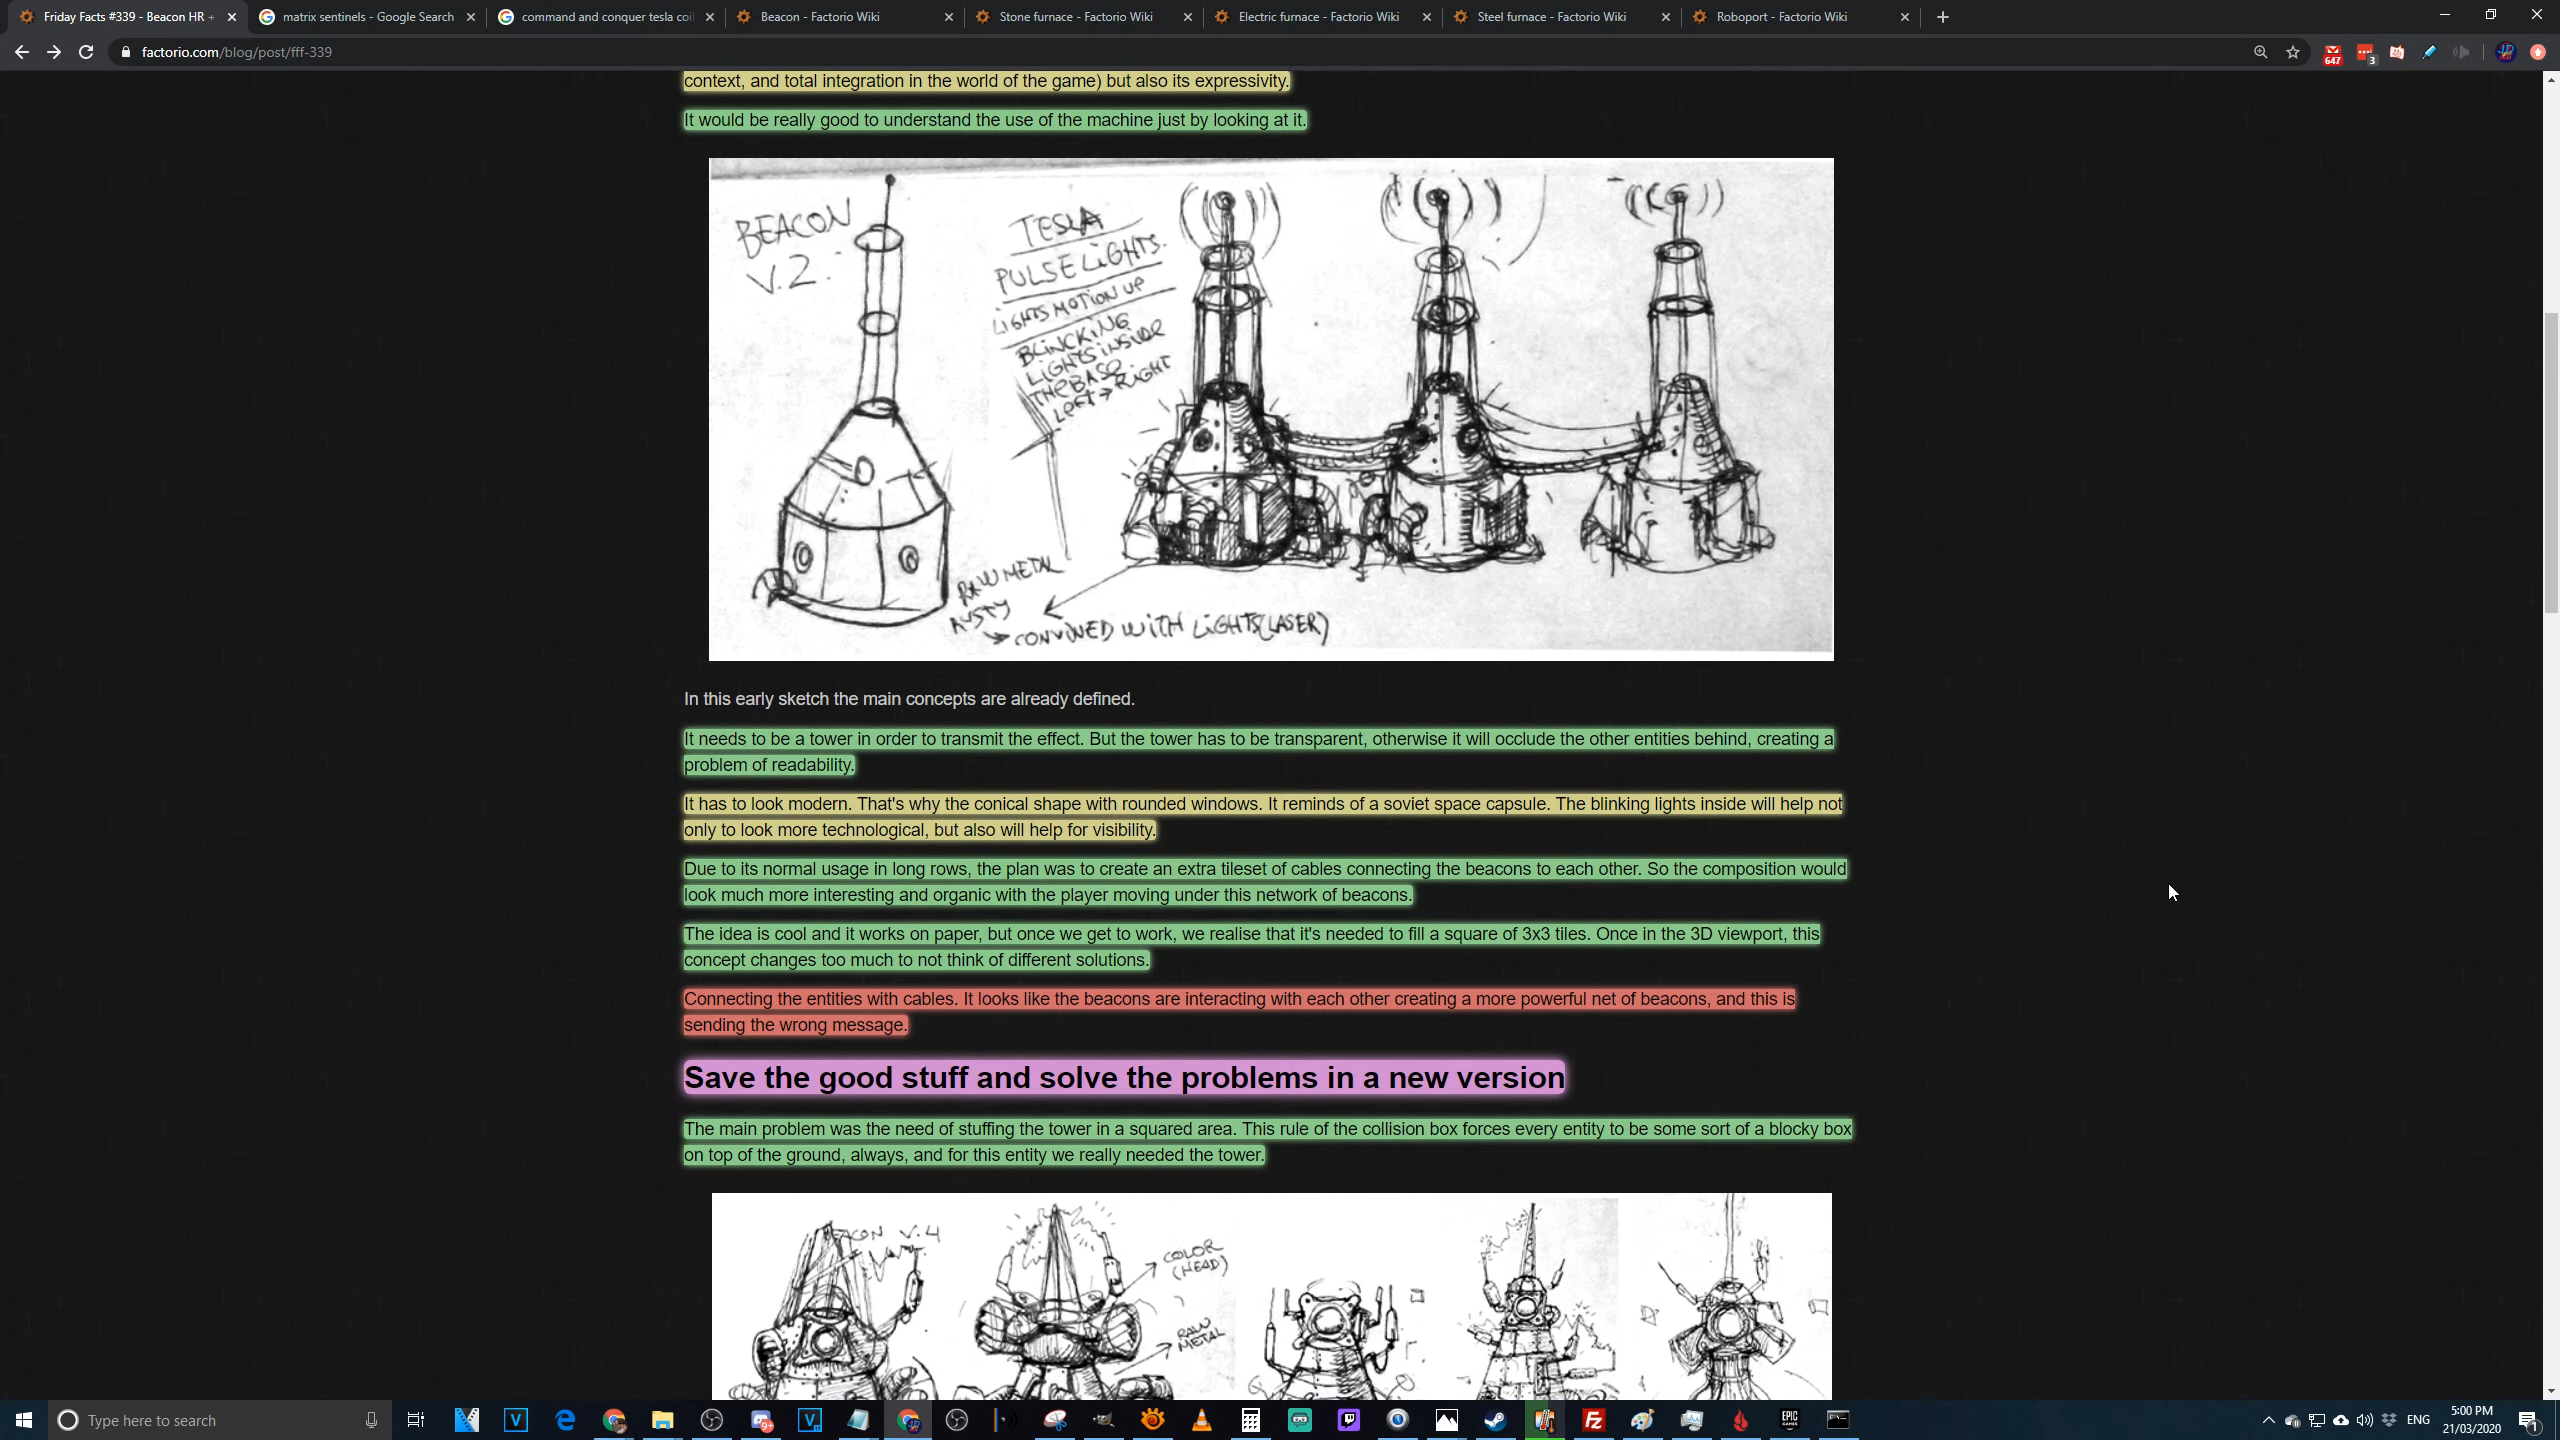 Friday Facts #339 - Beacon HR +
matrix sentinels - Google Search
command and conquer tesla coil
Beacon - Factorio Wiki
Stone furnace - Factorio Wiki
Electric furnace - Factorio Wiki
Steel furnace - Factorio Wiki
Roboport - Factorio Wiki
factorio.com/blog/post/fff-339
647
3
context, and total integration in the world of the game) but also its expressivity.
It would be really good to understand the use of the machine just by looking at it.
BEACON
V.2.
TESLA
PULSE LIGHTS.
LIGHTS MOTION UP
BLINCKING
LIGHTS INSIDE
THE BASE
LEFT → RIGHT
RAW METAL
RUSTY
CONVINED WITH LIGHTS (LASER)
In this early sketch the main concepts are already defined.
It needs to be a tower in order to transmit the effect. But the tower has to be transparent, otherwise it will occlude the other entities behind, creating a
problem of readability.
It has to look modern. That's why the conical shape with rounded windows. It reminds of a soviet space capsule. The blinking lights inside will help not
only to look more technological, but also will help for visibility.
Due to its normal usage in long rows, the plan was to create an extra tileset of cables connecting the beacons to each other. So the composition would
look much more interesting and organic with the player moving under this network of beacons.
The idea is cool and it works on paper, but once we get to work, we realise that it's needed to fill a square of 3x3 tiles. Once in the 3D viewport, this
concept changes too much to not think of different solutions.
Connecting the entities with cables. It looks like the beacons are interacting with each other creating a more powerful net of beacons, and this is
sending the wrong message.
Save the good stuff and solve the problems in a new version
The main problem was the need of stuffing the tower in a squared area. This rule of the collision box forces every entity to be some sort of a blocky box
on top of the ground, always, and for this entity we really needed the tower.
BEACON V.4
COLOR
(HEAD)
RAW
METAL
Type here to search
ENG
5:00 PM
21/03/2020
1